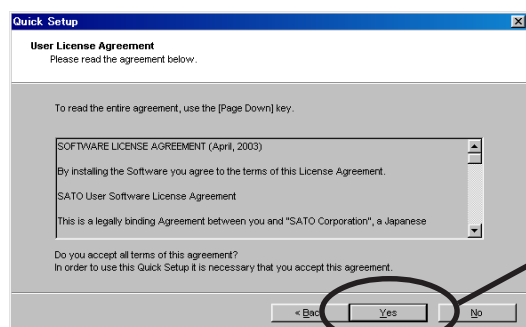 Quick Setup
User License Agreement
Please read the agreement below.
To read the entire agreement, use the [Page Down] key.
SOFTWARE LICENSE AGREEMENT (April, 2003)
By installing the Software you agree to the terms of this License Agreement.
SATO User Software License Agreement
This is a legally binding Agreement between you and "SATO Corporation", a Japanese
Do you accept all terms of this agreement?
In order to use this Quick Setup it is necessary that you accept this agreement.
< Back Yes No